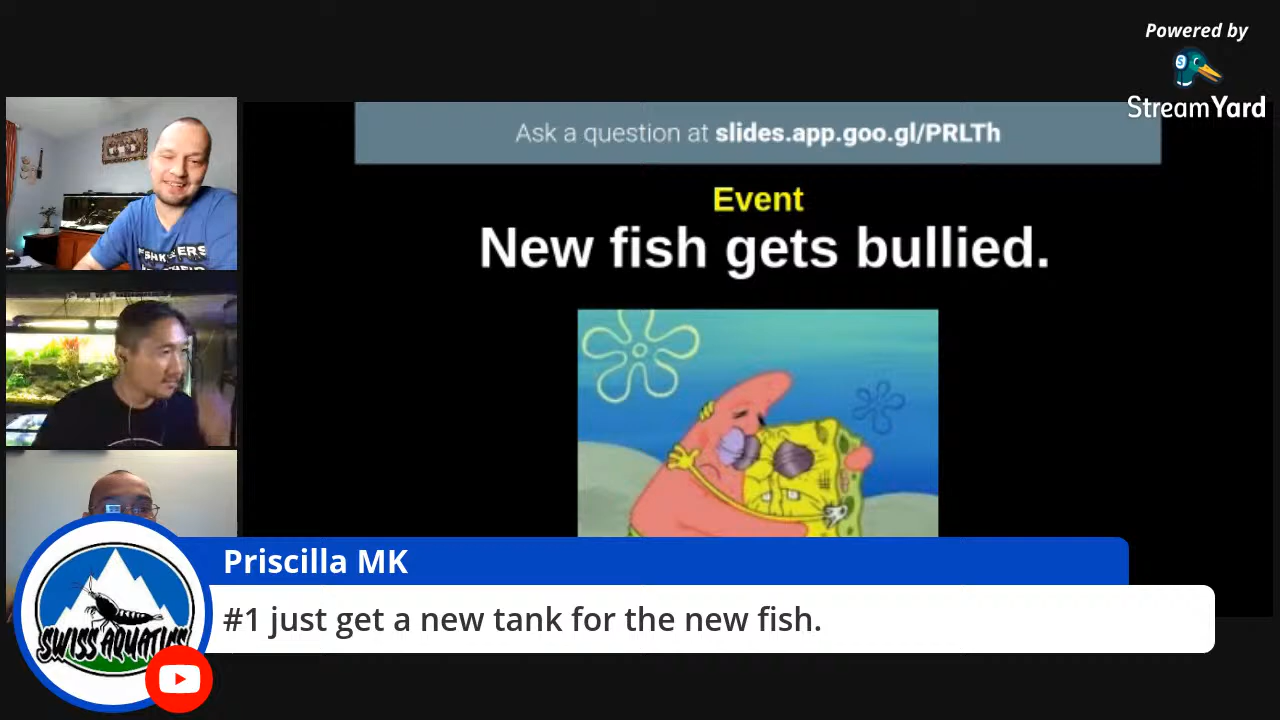 Powered by
StreamYard
Ask a question at slides.app.goo.gl/PRLTh
Event
New fish gets bullied.
Priscilla MK
#1 just get a new tank for the new fish.
SWISS AQUATICS